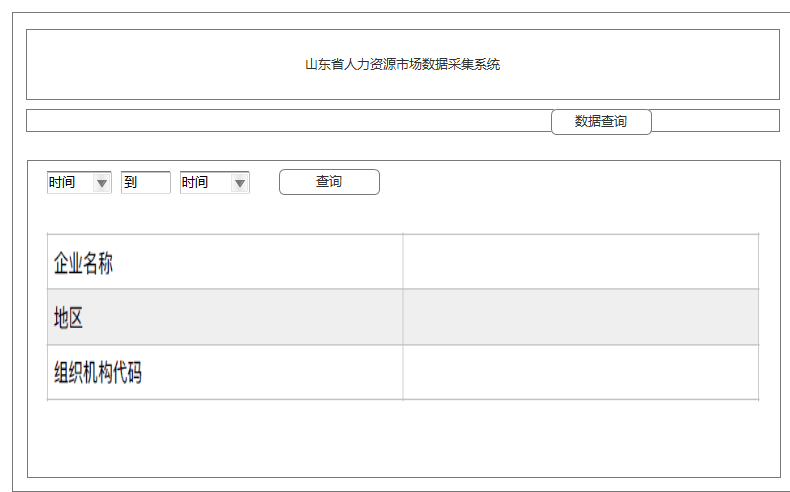 山东省人力资源市场数据采集系统
数据查询
时间 到 时间 查询
企业名称
地区
组织机构代码